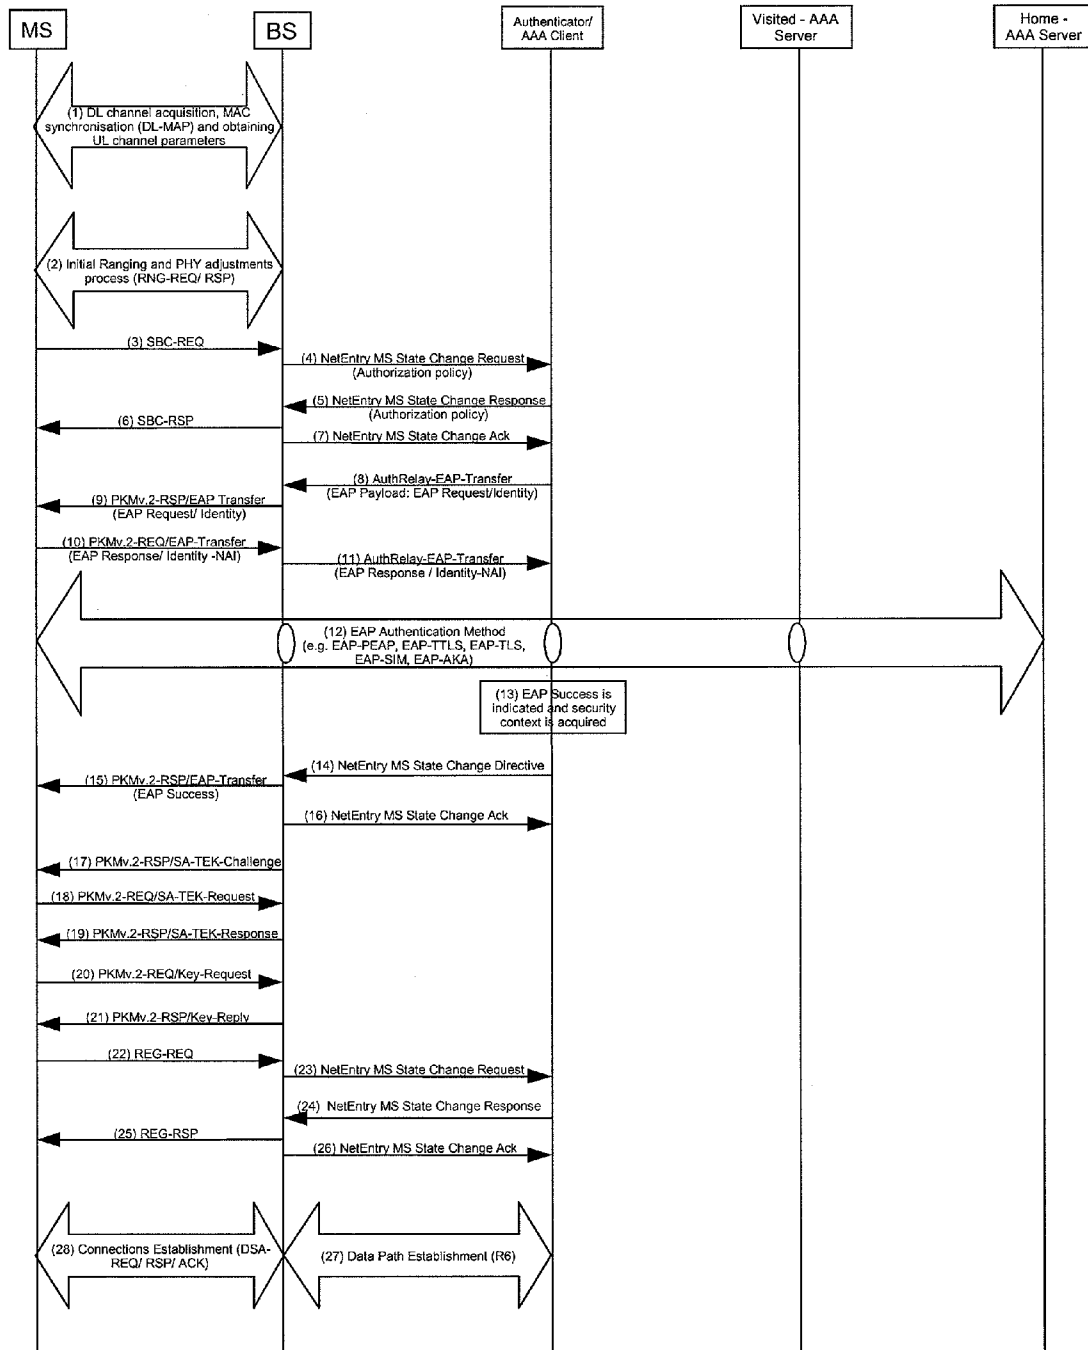 MS
BS
Authenticator/
AAA Client
Visited - AAA
Server
Home -
AAA Server
(1) DL channel acquisition, MAC
synchronisation (DL-MAP) and obtaining
UL channel parameters
(2) Initial Ranging and PHY adjustments
process (RNG-REQ/ RSP)
(3) SBC-REQ
(4) NetEntry MS State Change Request
(Authorization policy)
(5) NetEntry MS State Change Response
(Authorization policy)
(6) SBC-RSP
(7) NetEntry MS State Change Ack
(8) AuthRelay-EAP-Transfer
(EAP Payload: EAP Request/Identity)
(9) PKMv.2-RSP/EAP Transfer
(EAP Request/ Identity)
(10) PKMv.2-REQ/EAP-Transfer
(EAP Response/ Identity -NAI)
(11) AuthRelay-EAP-Transfer
(EAP Response / Identity-NAI)
(12) EAP Authentication Method
(e.g. EAP-PEAP, EAP-TTLS, EAP-TLS,
EAP-SIM, EAP-AKA)
(13) EAP Success is
indicated and security
context is acquired
(14) NetEntry MS State Change Directive
(15) PKMv.2-RSP/EAP-Transfer
(EAP Success)
(16) NetEntry MS State Change Ack
(17) PKMv.2-RSP/SA-TEK-Challenge
(18) PKMv.2-REQ/SA-TEK-Request
(19) PKMv.2-RSP/SA-TEK-Response
(20) PKMv.2-REQ/Key-Request
(21) PKMv.2-RSP/Key-Reply
(22) REG-REQ
(23) NetEntry MS State Change Request
(24) NetEntry MS State Change Response
(25) REG-RSP
(26) NetEntry MS State Change Ack
(28) Connections Establishment (DSA-
REQ/ RSP/ ACK)
(27) Data Path Establishment (R6)